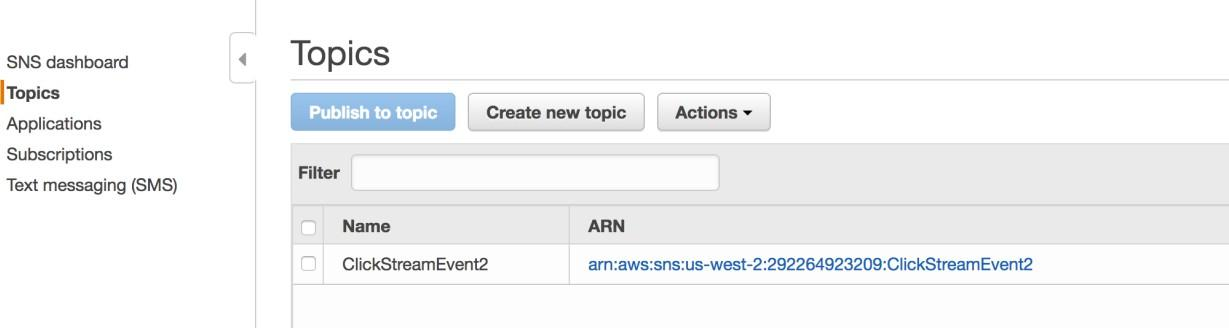 SNS dashboard
Topics
Applications
Subscriptions
Text messaging (SMS)
Topics
Publish to topic Create new topic Actions
Filter
Name ARN
ClickStreamEvent2 arn:aws:sns:us-west-2:292264923209:ClickStreamEvent2